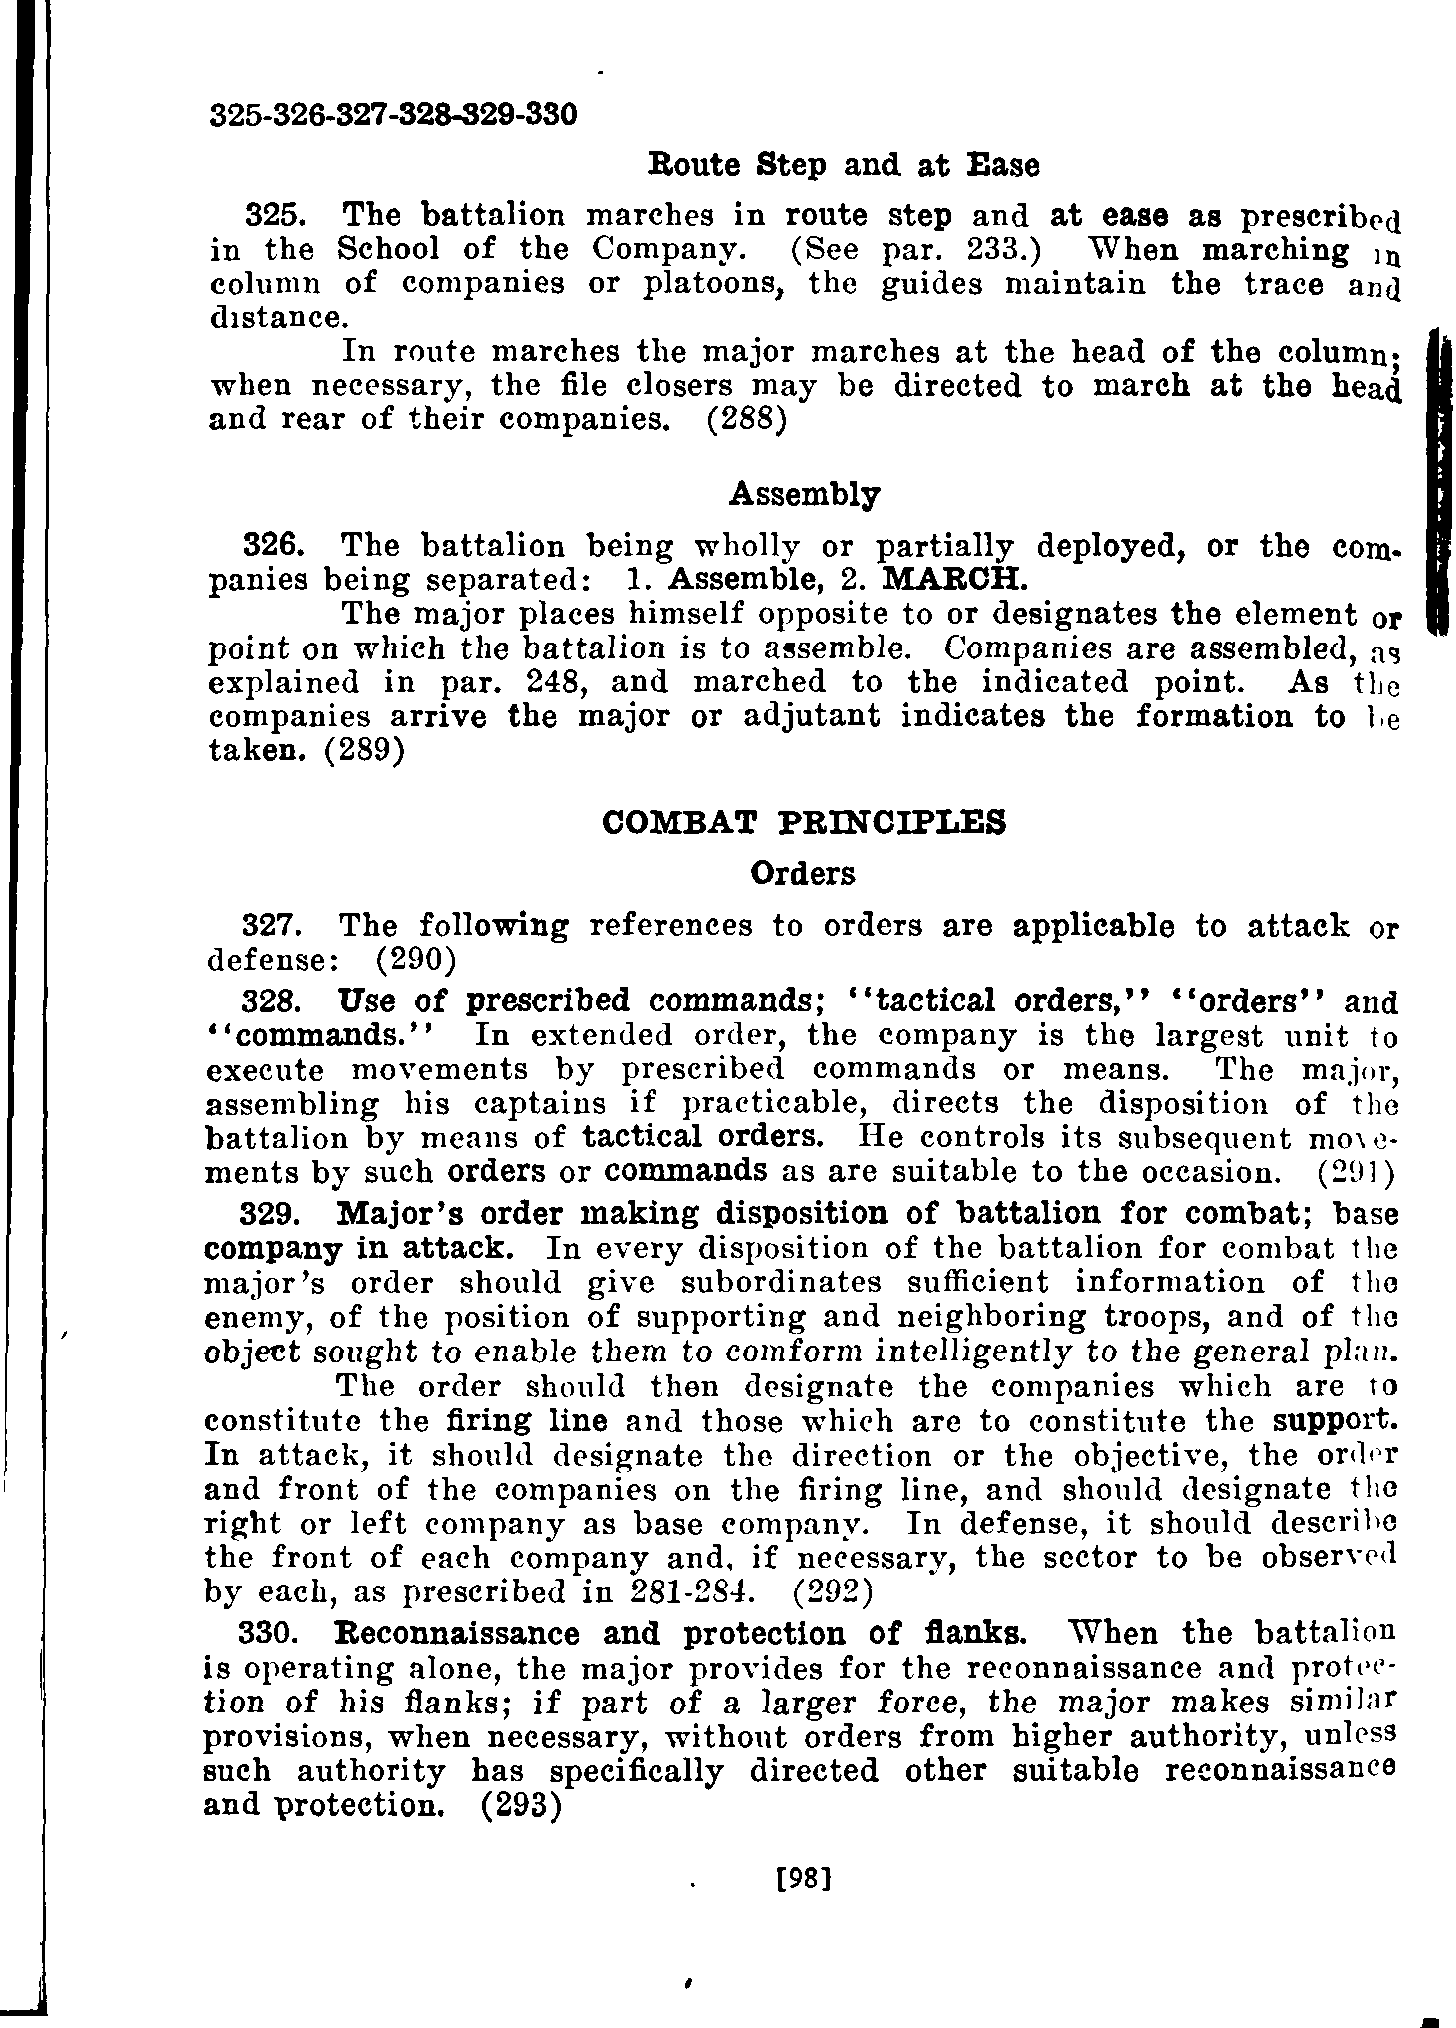 325-326-327-328-329-330
Route Step and at Ease
325. The battalion marches in route step and at ease as prescribed
in the School of the Company. (See par. 233.) When marching in
column of companies or platoons, the guides maintain the trace and
distance.
In route marches the major marches at the head of the column;
when necessary, the file closers may be directed to march at the head
and rear of their companies. (288)
Assembly
326. The battalion being wholly or partially deployed, or the com-
panies being separated: 1. Assemble, 2. MARCH.
The major places himself opposite to or designates the element or
point on which the battalion is to assemble. Companies are assembled, as
explained in par. 248, and marched to the indicated point. As the
companies arrive the major or adjutant indicates the formation to be
taken. (289)
COMBAT PRINCIPLES
Orders
327. The following references to orders are applicable to attack or
defense: (290)
328. Use of prescribed commands; ‘‘tactical orders,’’ ‘‘orders’’ and
‘‘commands.’’ In extended order, the company is the largest unit to
execute movements by prescribed commands or means. The major,
assembling his captains if practicable, directs the disposition of the
battalion by means of tactical orders. He controls its subsequent move-
ments by such orders or commands as are suitable to the occasion. (291)
329. Major's order making disposition of battalion for combat; base
company in attack. In every disposition of the battalion for combat the
major's order should give subordinates sufficient information of the
enemy, of the position of supporting and neighboring troops, and of the
object sought to enable them to comform intelligently to the general plan.
The order should then designate the companies which are to
constitute the firing line and those which are to constitute the support.
In attack, it should designate the direction or the objective, the order
and front of the companies on the firing line, and should designate the
right or left company as base company. In defense, it should describe
the front of each company and, if necessary, the sector to be observed
by each, as prescribed in 281-284. (292)
330. Reconnaissance and protection of flanks. When the battalion
is operating alone, the major provides for the reconnaissance and protec-
tion of his flanks; if part of a larger force, the major makes similar
provisions, when necessary, without orders from higher authority, unless
such authority has specifically directed other suitable reconnaissance
and protection. (293)
[98]